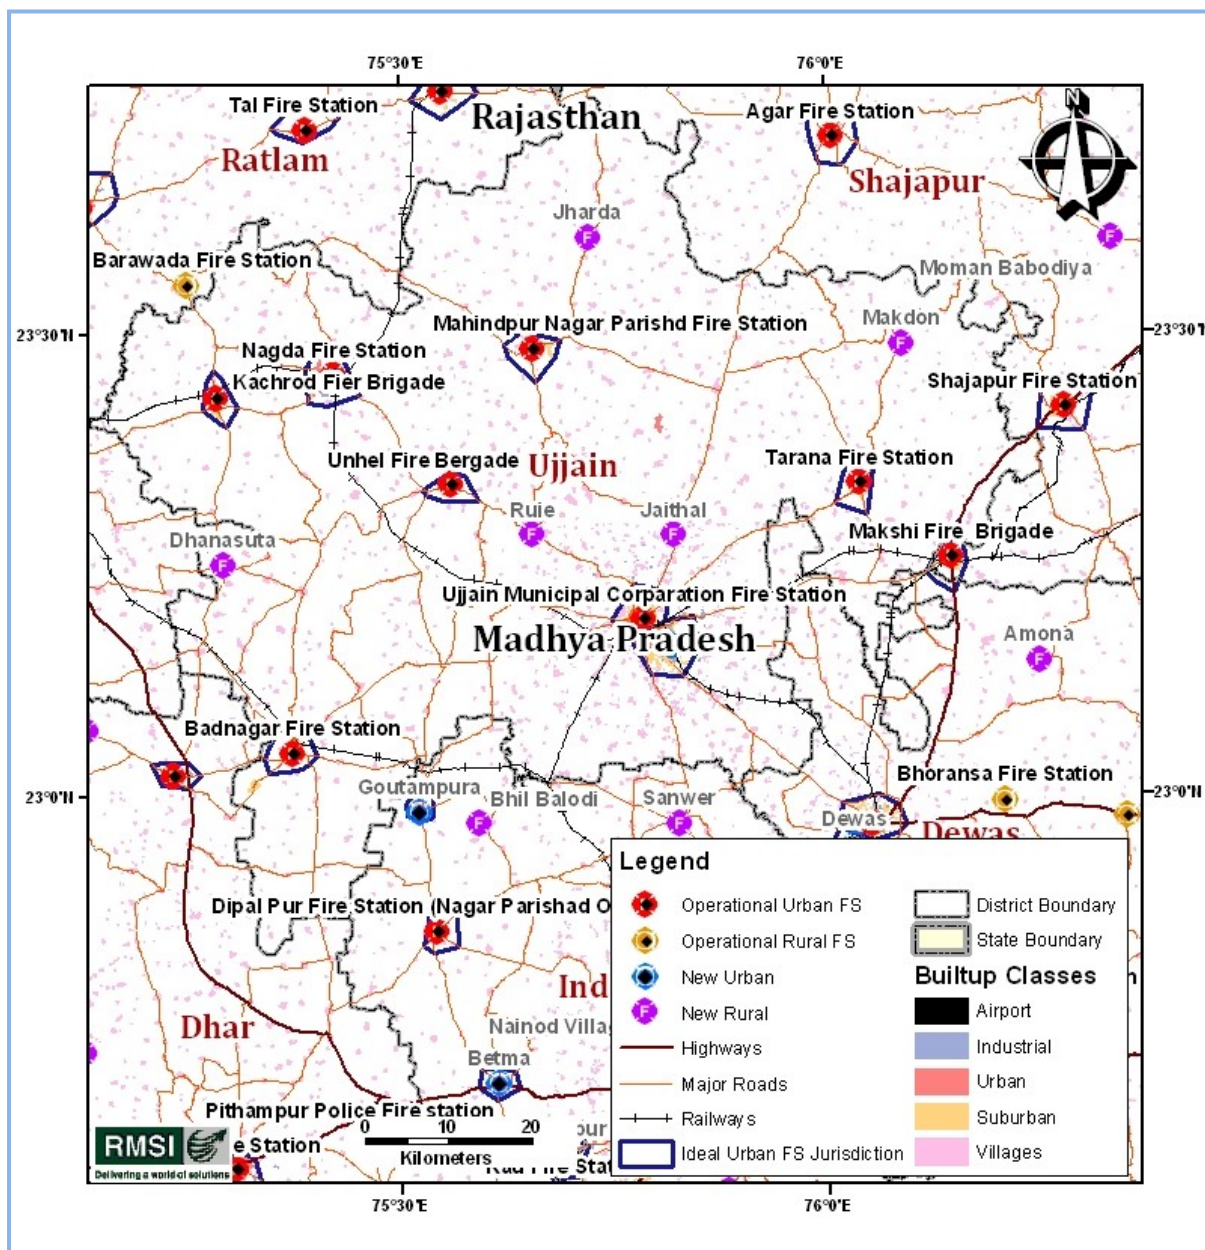 75°30'E
76°0'E
N
Tal Fire Station
Rajasthan
Agar Fire Station
Ratlam
Shajapur
Jharda
F
F
Barawada Fire Station
Moman Babodiya
23°30'N
Mahindpur Nagar Parishd Fire Station
Makdon
23°30'N
F
Nagda Fire Station
Kachrod Fier Brigade
Shajapur Fire Station
Unhel Fire Bergade
Ujjain
Tarana Fire Station
Ruie
Jaithal
F
F
Makshi Fire Brigade
Dhanasuta
F
Ujjain Municipal Corparation Fire Station
Madhya Pradesh
Amona
F
Badnagar Fire Station
Bhoransa Fire Station
Goutampura
Bhil Balodi
Sanwer
23°0'N
23°0'N
F
F
Dewas
Dewas
Legend
Operational Urban FS
Operational Rural FS
New Urban
F
New Rural
Highways
Major Roads
Railways
Ideal Urban FS Jurisdiction
District Boundary
State Boundary
Builtup Classes
Airport
Industrial
Urban
Suburban
Villages
Dipal Pur Fire Station (Nagar Parishad O
Ind
Dhar
Nainod Villag
Betma
Pithampur Police Fire station
0 10 20
Kilometers
RMSI
Delivering a world of solutions
e Station
pur
Fire Stat
75°30'E
76°0'E